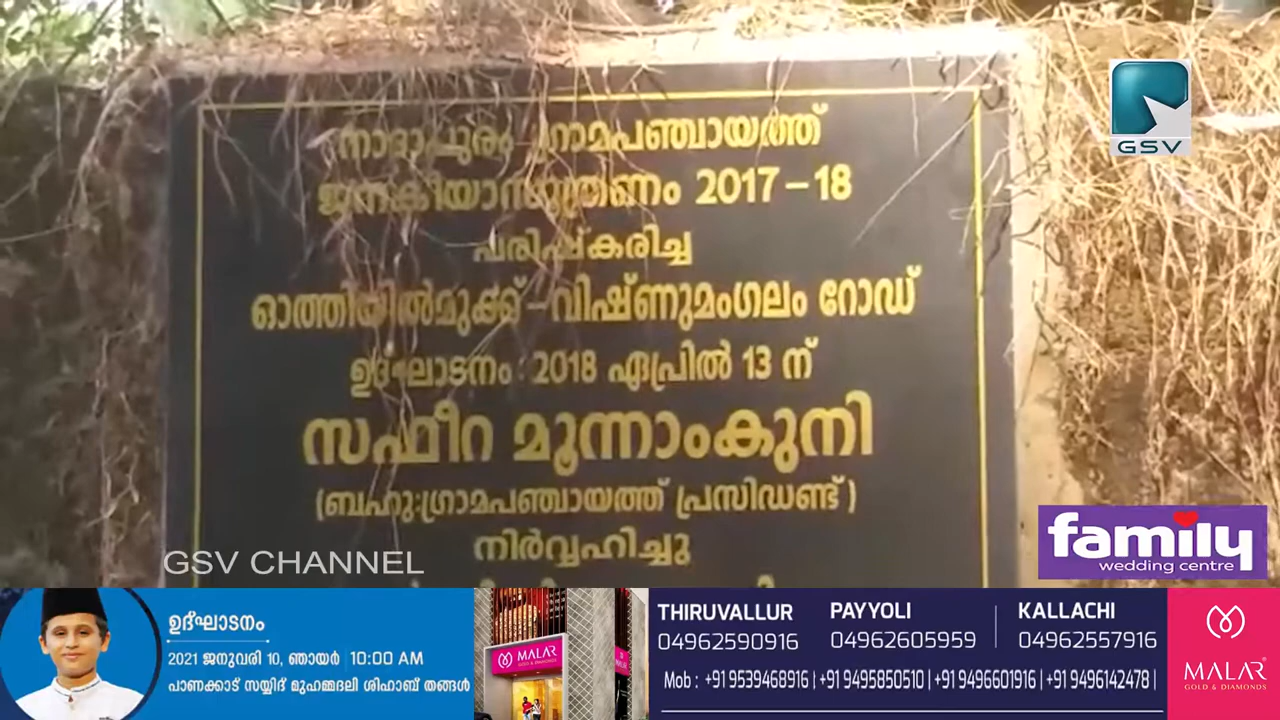 നാദാപുരം ഗ്രാമപഞ്ചായത്ത്
ജനകീയാസൂത്രണം 2017-18
പരിഷ്കരിച്ച
ഓത്തിയിൽമുക്ക്-വിഷ്ണുമംഗലം റോഡ്
ഉദ്ഘാടനം : 2018 ഏപ്രിൽ 13 ന്
സഫീറ മൂന്നാംകുനി
(ബഹു:ഗ്രാമപഞ്ചായത്ത് പ്രസിഡണ്ട്)
നിർവ്വഹിച്ചു
GSV
GSV CHANNEL
family
wedding centre
ഉദ്ഘാടനം
2021 ജനുവരി 10, ഞായർ 10:00 AM
പാണക്കാട് സയ്യിദ് മുഹമ്മദലി ശിഹാബ് തങ്ങൾ
MALAR
GOLD & DIAMONDS
THIRUVALLUR PAYYOLI KALLACHI
04962590916 04962605959 04962557916
Mob : +91 9539468916 | +91 9495850510 | +91 9496601916 | +91 9496142478 |
MALAR
GOLD & DIAMONDS